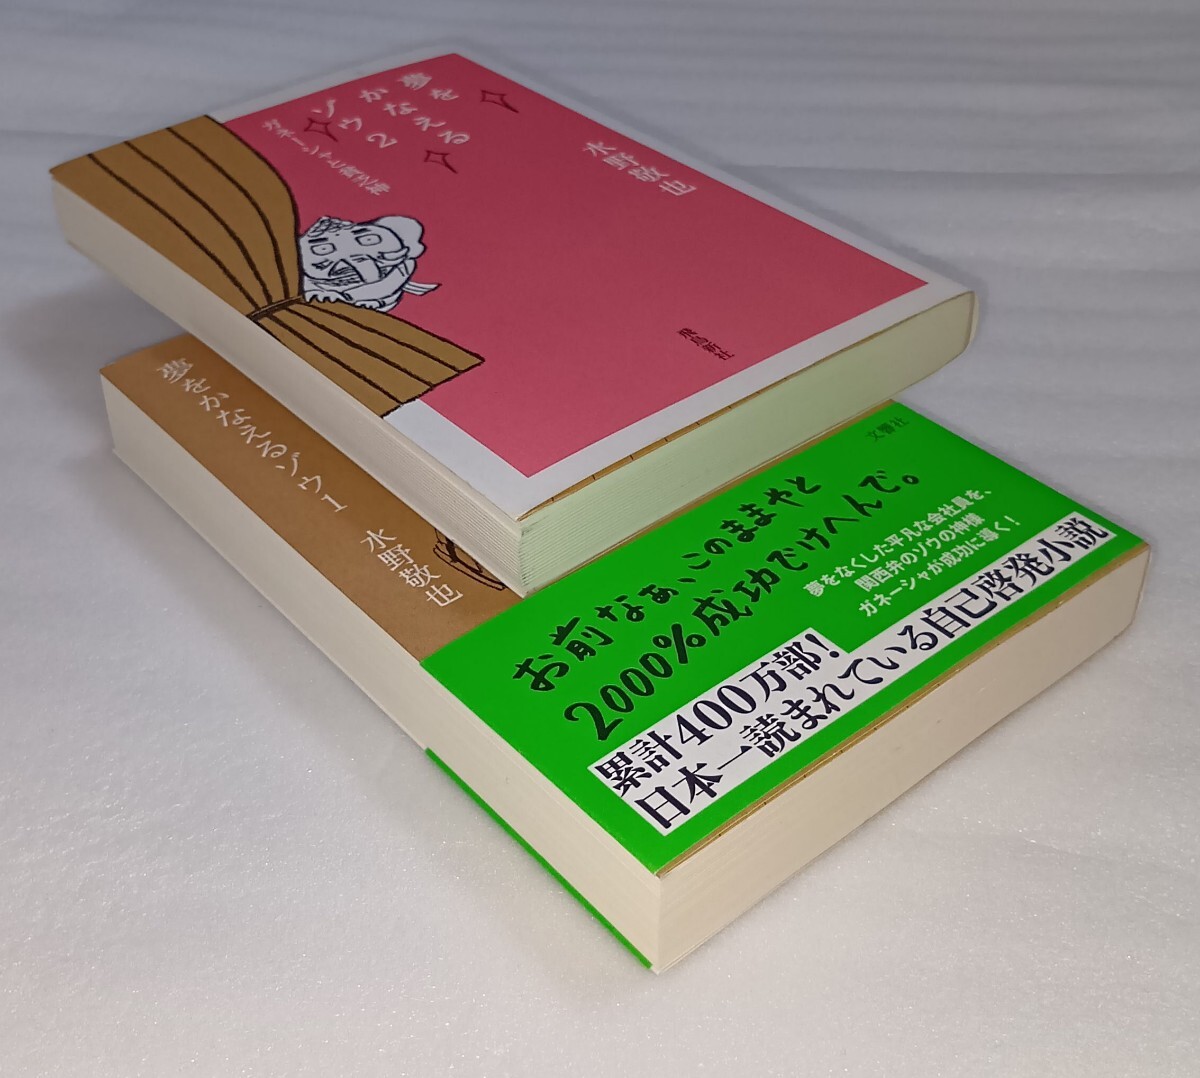 夢を
かなえる
ゾウ2
ガネーシャと貧乏神
水野敬也
飛鳥新社
夢をかなえるゾウ1
水野敬也
文響社
お前なぁ、このままやと
2000%成功でけへんで。
夢をなくした平凡な会社員を、
関西弁のゾウの神様
ガネーシャが成功に導く!
累計400万部!
日本一読まれている自己啓発小説